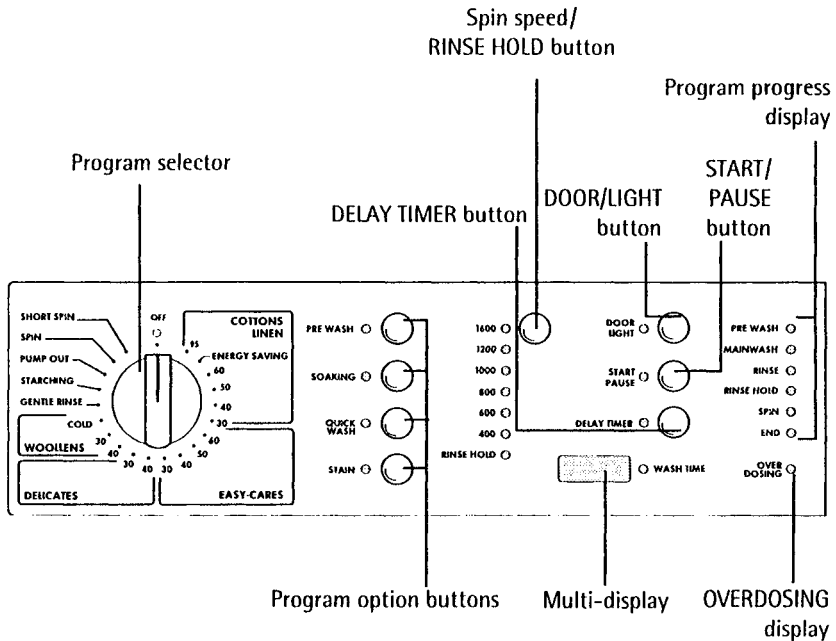 Spin speed/
RINSE HOLD button
Program progress
display
Program selector
START/
PAUSE
button
DOOR/LIGHT
button
DELAY TIMER button
OFF
SHORT SPIN
SPIN
PUMP OUT
STARCHING
GENTLE RINSE
COLD
30
40
WOOLLENS
30
40
DELICATES
COTTONS
LINEN
95
ENERGY SAVING
60
50
40
30
60
50
40
30
EASY-CARES
PRE WASH
SOAKING
QUICK
WASH
STAIN
1600
1200
1000
800
600
400
RINSE HOLD
DOOR
LIGHT
START
PAUSE
DELAY TIMER
WASH TIME
PRE WASH
MAINWASH
RINSE
RINSE HOLD
SPIN
END
OVER
DOSING
Program option buttons
Multi-display
OVERDOSING
display